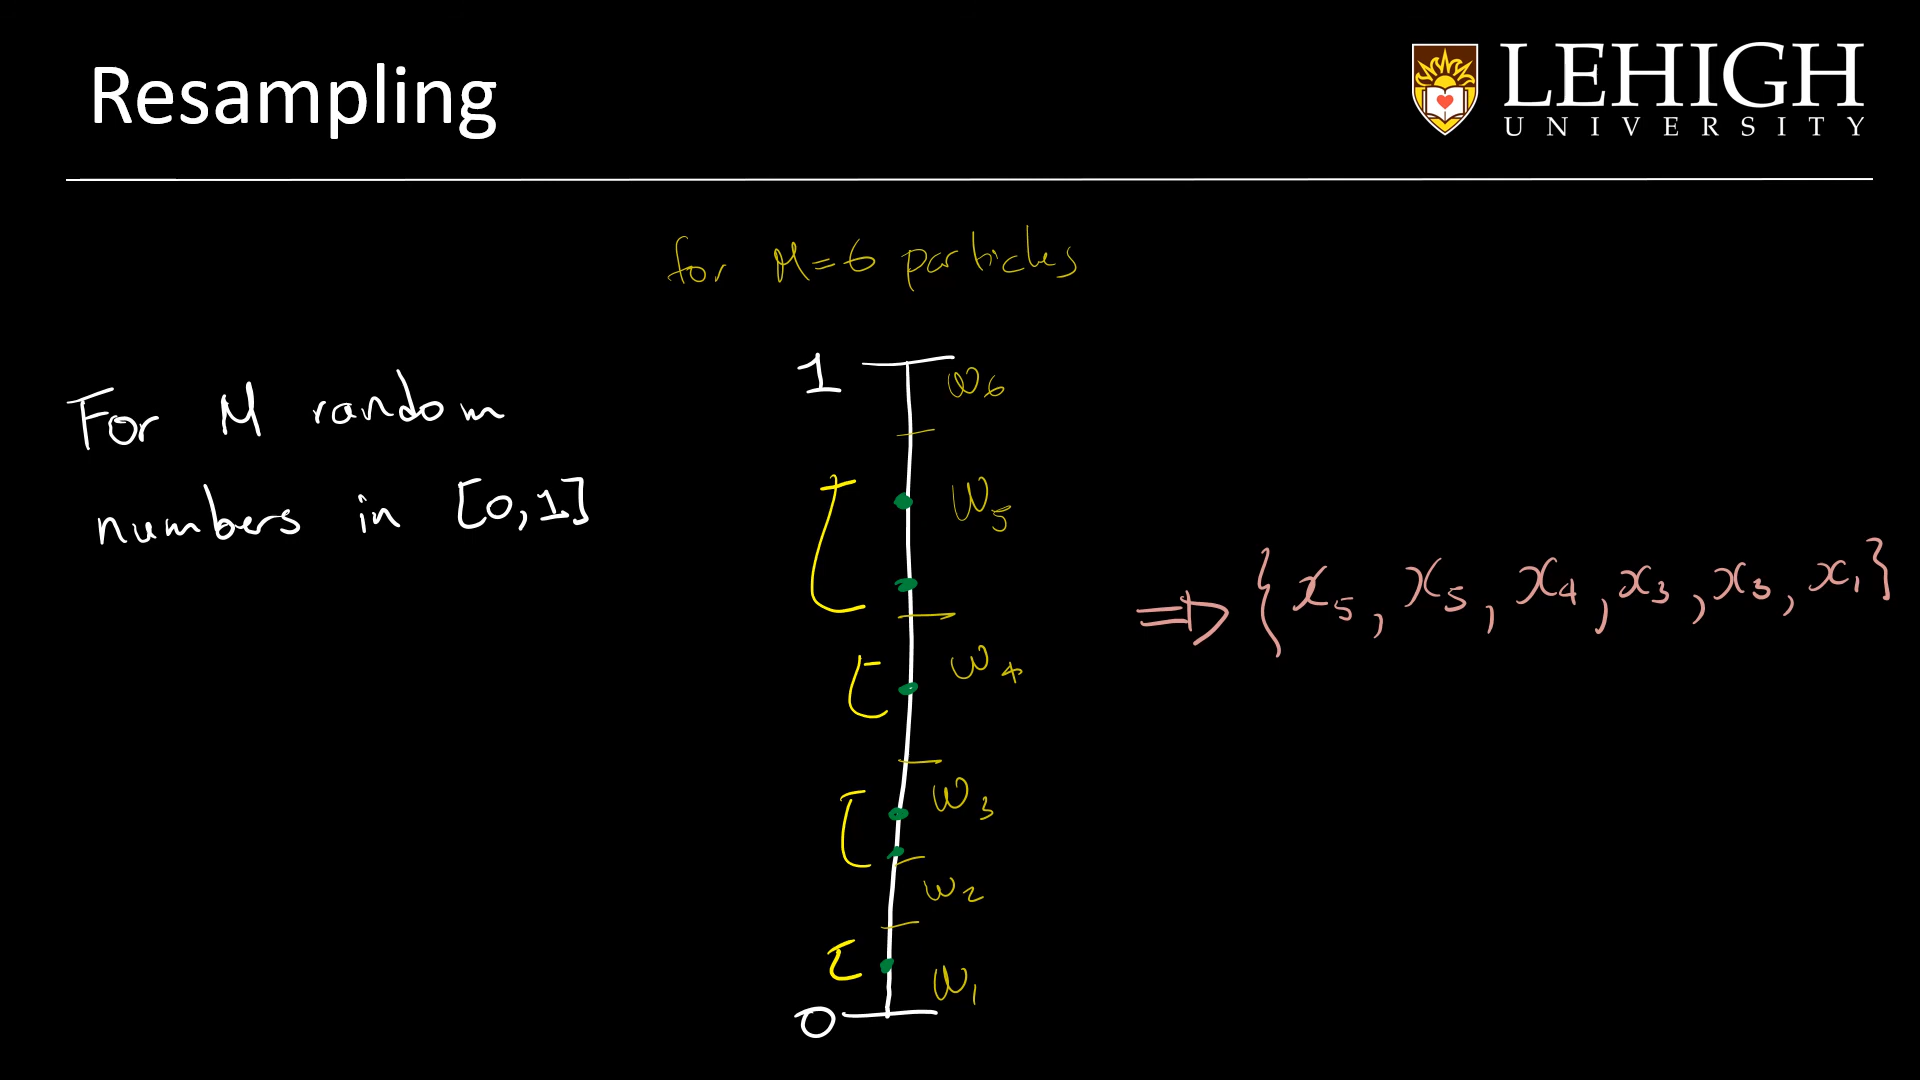 Resampling
LEHIGH
UNIVERSITY
for M=6 particles
For M random
numbers in [0,1]
1
w₆
w₅
w₄
w₃
w₂
w₁
0
⇒ {x₅, x₅, x₄, x₃, x₃, x₁}